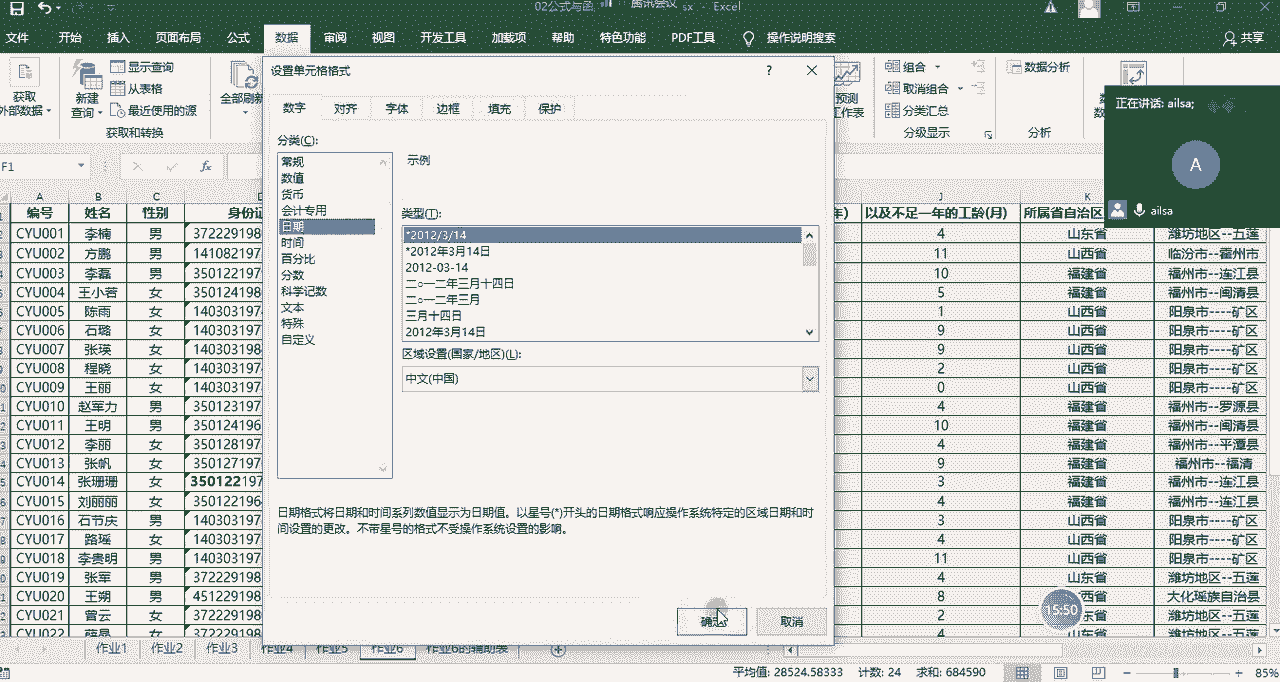 02公式与函 腾讯会议 sx - Excel
文件 开始 插入 页面布局 公式 数据 审阅 视图 开发工具 加载项 帮助 特色功能 PDF工具 操作说明搜索 共享
获取
外部数据
新建
查询
显示查询
从表格
最近使用的源
获取和转换
全部刷新
预测
工作表
组合
取消组合
分类汇总
分级显示
数据分析
分析
正在讲话: ailsa;
A
ailsa
F1
fx
设置单元格格式
? ×
数字 对齐 字体 边框 填充 保护
分类(C):
常规
数值
货币
会计专用
日期
时间
百分比
分数
科学记数
文本
特殊
自定义
示例
类型(T):
*2012/3/14
*2012年3月14日
2012-03-14
二○一二年三月十四日
二○一二年三月
三月十四日
2012年3月14日
区域设置(国家/地区)(L):
中文(中国)
日期格式将日期和时间系列数值显示为日期值。以星号(*)开头的日期格式响应操作系统特定的区域日期和时
间设置的更改。不带星号的格式不受操作系统设置的影响。
确定 取消
A B C D J K
编号 姓名 性别 身份证 年) 以及不足一年的工龄(月) 所属省自治区
CYU001 李楠 男 372229198 4 山东省 潍坊地区--五莲
CYU002 方鹏 男 141082197 11 山西省 临汾市--霍州市
CYU003 李磊 男 350122197 10 福建省 福州市--连江县
CYU004 王小若 女 350124198 5 福建省 福州市--闽清县
CYU005 陈雨 女 140303197 1 山西省 阳泉市----矿区
CYU006 石璐 女 140303197 9 山西省 阳泉市----矿区
CYU007 张瑛 女 140303198 9 山西省 阳泉市----矿区
CYU008 程晓 女 140303197 2 山西省 阳泉市----矿区
CYU009 王丽 女 140303197 0 山西省 阳泉市----矿区
CYU010 赵军力 男 350123197 4 福建省 福州市--罗源县
CYU011 王明 男 350124196 10 福建省 福州市--闽清县
CYU012 李丽 女 350128197 4 福建省 福州市--平潭县
CYU013 张帆 女 350127197 9 福建省 福州市--福清
CYU014 张珊珊 女 350122197 3 福建省 福州市--连江县
CYU015 刘丽丽 女 350122196 4 福建省 福州市--连江县
CYU016 石节庆 男 140303197 3 山西省 阳泉市----矿区
CYU017 路瑶 女 140303197 4 山西省 阳泉市----矿区
CYU018 李贵明 男 140303197 11 山西省 阳泉市----矿区
CYU019 张军 男 372229198 4 山东省 潍坊地区--五莲
CYU020 王朔 男 451229198 8 西省 大化瑶族自治县
CYU021 曾云 女 372229198 2 山东省 潍坊地区--五莲
CYU022 372229198 4 山东省 潍坊地区--五莲
15:50
作业1 作业2 作业3 作业4 作业5 作业6 作业6的辅助表
平均值: 28524.58333 计数: 24 求和: 684590 85%